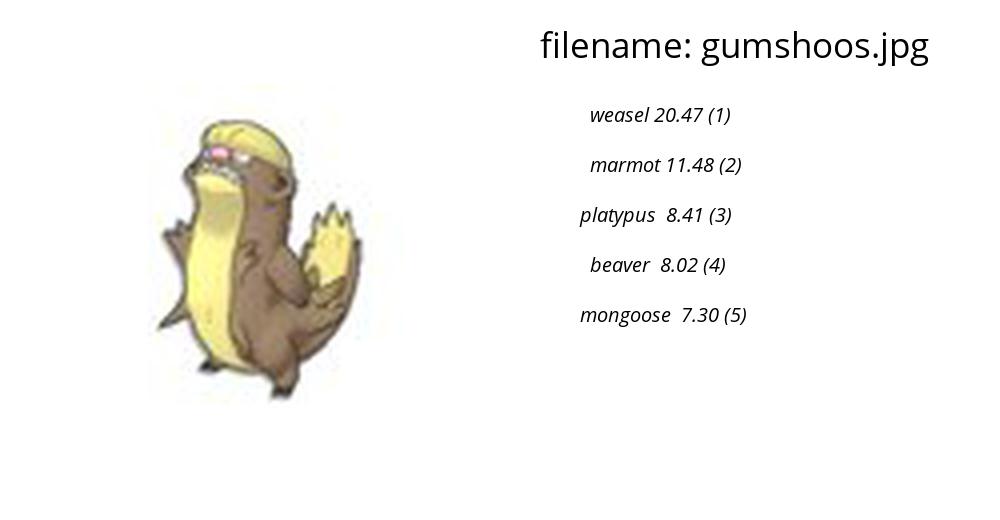 filename: gumshoos.jpg
weasel 20.47 (1)
marmot 11.48 (2)
platypus 8.41 (3)
beaver 8.02 (4)
mongoose 7.30 (5)